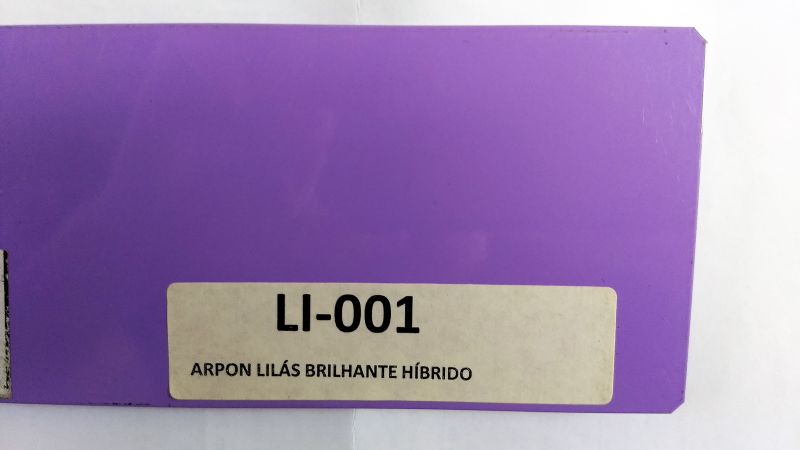 LI-001
ARPON LILÁS BRILHANTE HÍBRIDO